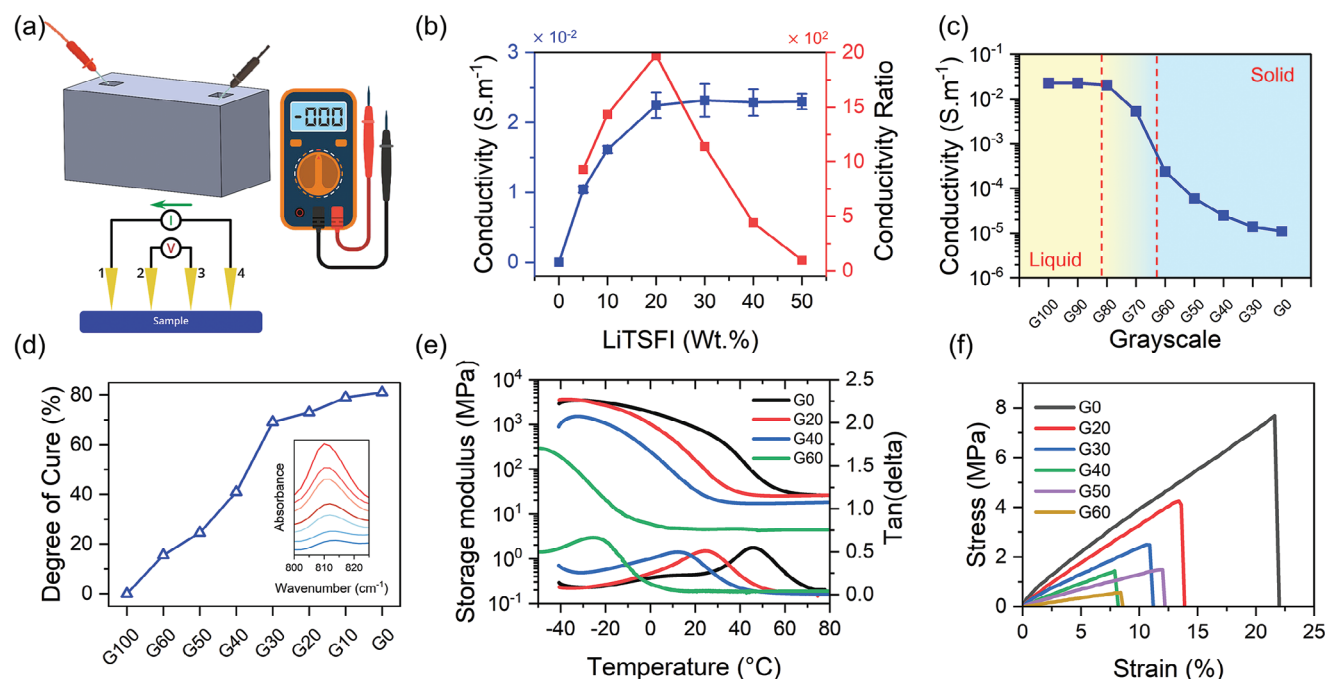 (a)
-000
I
V
1
2
3
4
Sample
(b)
× 10⁻²
× 10²
Conductivity (S.m⁻¹)
3
2
1
0
20
15
10
5
0
Conducitvity Ratio
0 10 20 30 40 50
LiTSFI (Wt.%)
(c)
Conductivity (S.m⁻¹)
10⁻¹
10⁻²
10⁻³
10⁻⁴
10⁻⁵
10⁻⁶
Solid
Liquid
G100 G90 G80 G70 G60 G50 G40 G30 G0
Grayscale
(d)
Degree of Cure (%)
80
60
40
20
0
Absorbance
800 810 820
Wavenumber (cm⁻¹)
G100 G60 G50 G40 G30 G20 G10 G0
(e)
Storage modulus (MPa)
10⁴
10³
10²
10¹
10⁰
10⁻¹
G0
G20
G40
G60
2.5
2.0
1.5
1.0
0.5
0.0
Tan(delta)
-40 -20 0 20 40 60 80
Temperature (°C)
(f)
Stress (MPa)
8
6
4
2
0
G0
G20
G30
G40
G50
G60
0 5 10 15 20 25
Strain (%)